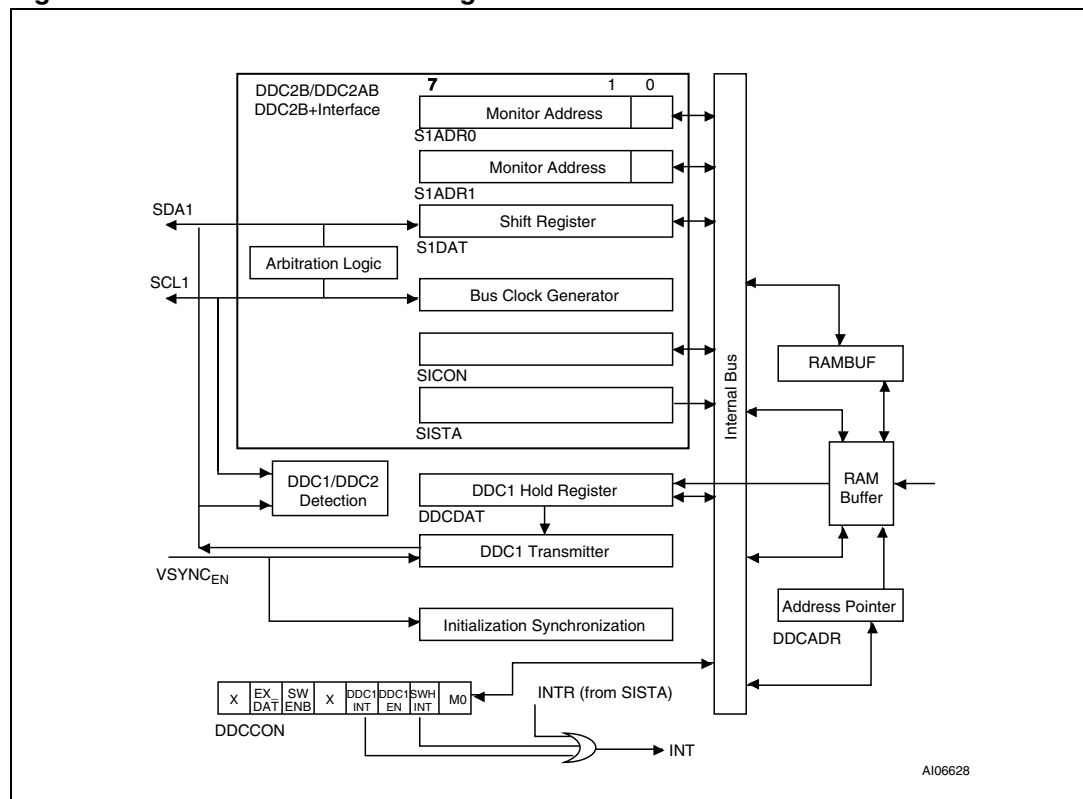 DDC2B/DDC2AB
DDC2B+Interface
7 1 0
Monitor Address
S1ADR0
Monitor Address
S1ADR1
SDA1
Shift Register
S1DAT
Arbitration Logic
SCL1
Bus Clock Generator
SICON
SISTA
Internal Bus
RAMBUF
RAM
Buffer
DDC1/DDC2
Detection
DDC1 Hold Register
DDCDAT
DDC1 Transmitter
VSYNCEN
Address Pointer
DDCADR
Initialization Synchronization
X EX_DAT SW ENB X DDC1 INT DDC1 EN SWH INT M0
DDCCON
INTR (from SISTA)
INT
AI06628